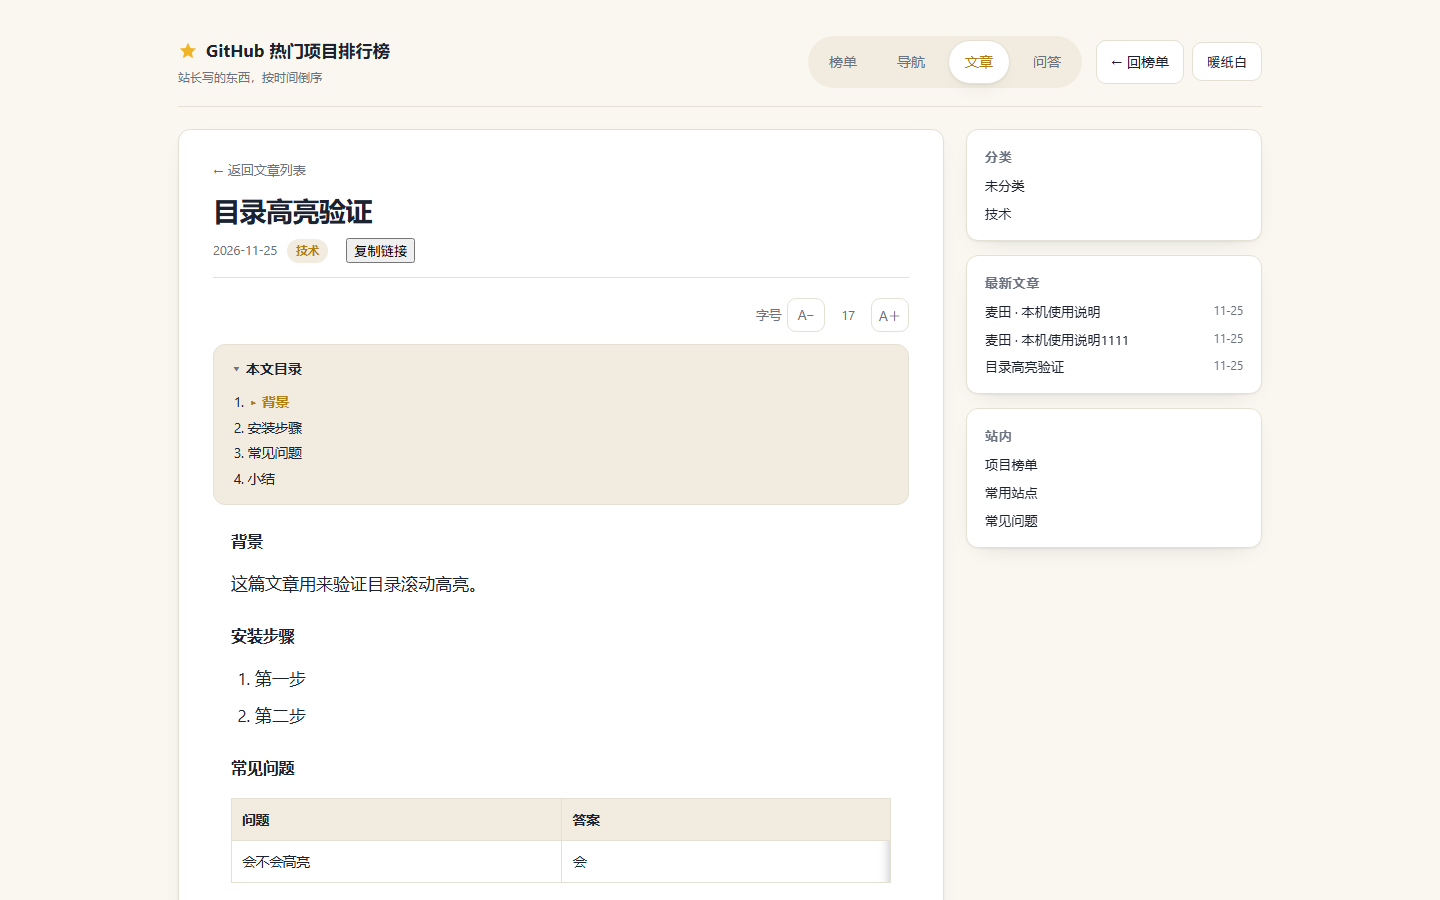 GitHub 热门项目排行榜
站长写的东西，按时间倒序
榜单 导航 文章 问答 ← 回榜单 暖纸白
← 返回文章列表
目录高亮验证
2026-11-25 技术 复制链接
字号 A− 17 A＋
▾ 本文目录
1. ▸ 背景
2. 安装步骤
3. 常见问题
4. 小结
背景
这篇文章用来验证目录滚动高亮。
安装步骤
1. 第一步
2. 第二步
常见问题
问题 答案
会不会高亮 会
分类
未分类
技术
最新文章
麦田 · 本机使用说明 11-25
麦田 · 本机使用说明1111 11-25
目录高亮验证 11-25
站内
项目榜单
常用站点
常见问题